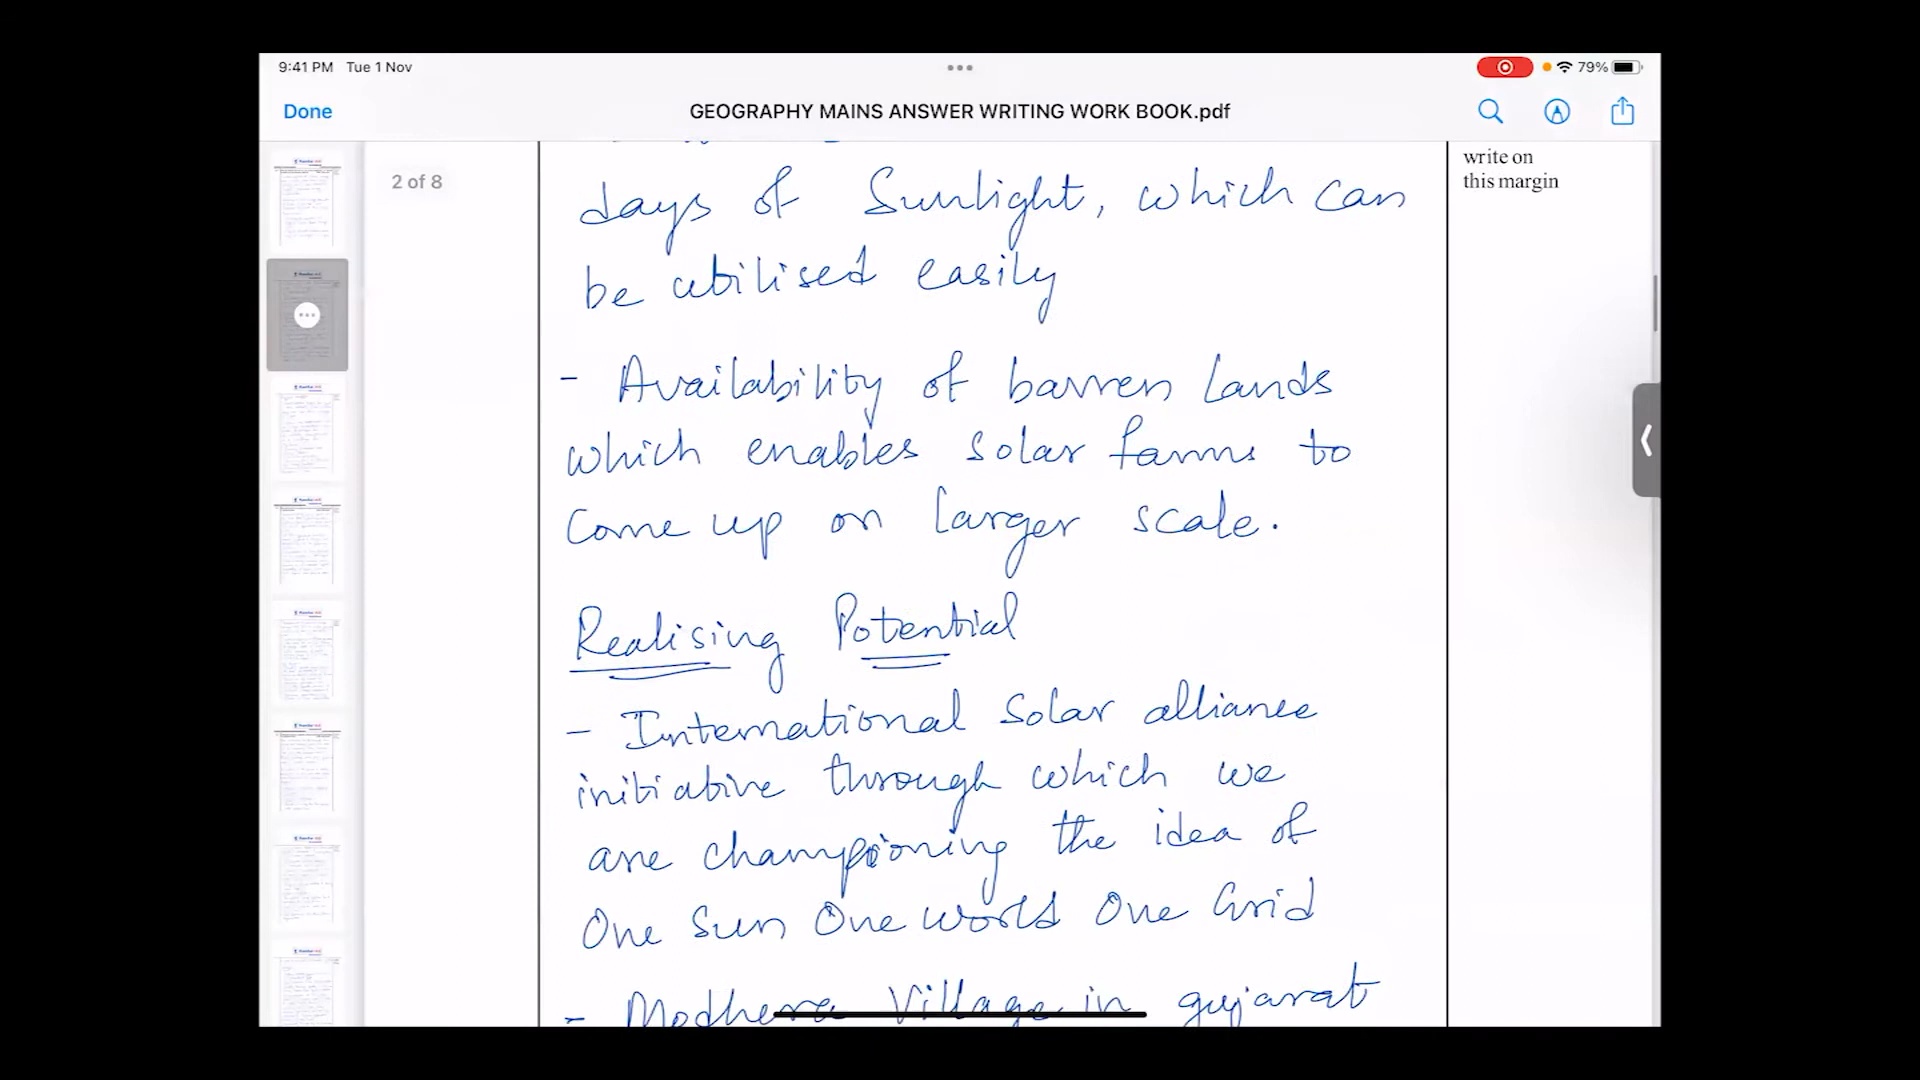 9:41 PM Tue 1 Nov
79%
Done
GEOGRAPHY MAINS ANSWER WRITING WORK BOOK.pdf
2 of 8
write on
this margin
days of Sunlight, which can
be utilised easily
- Availability of barren lands
which enables solar farms to
come up on larger scale.
Realising Potential
- International Solar alliance
initiative through which we
are championing the idea of
One Sun One World One Grid
- Modhera Village in gujarat